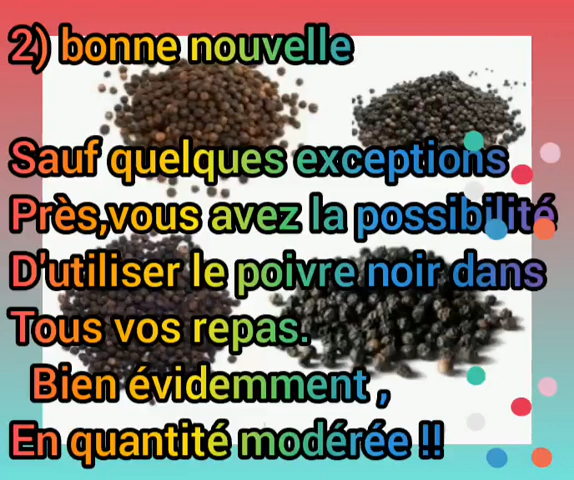 2) bonne nouvelle
Sauf quelques exceptions
Près,vous avez la possibilité
D'utiliser le poivre noir dans
Tous vos repas.
Bien évidemment ,
En quantité modérée !!